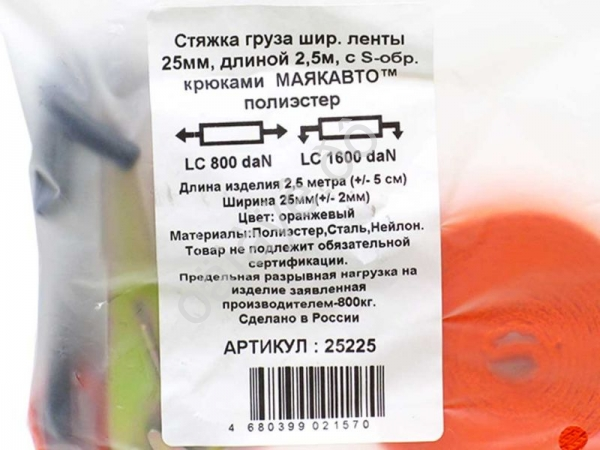 Стяжка груза шир. ленты
25мм, длиной 2,5м, с S-обр.
крюками МАЯКАВТО™
полиэстер
LC 800 daN LC 1600 daN
Длина изделия 2,5 метра (+/- 5 см)
Ширина 25мм(+/- 2мм)
Цвет: оранжевый
Материалы:Полиэстер,Сталь,Нейлон.
Товар не подлежит обязательной
сертификации.
Предельная разрывная нагрузка на
изделие заявленная
производителем-800кг.
Сделано в России
АРТИКУЛ : 25225
4 680399 021570